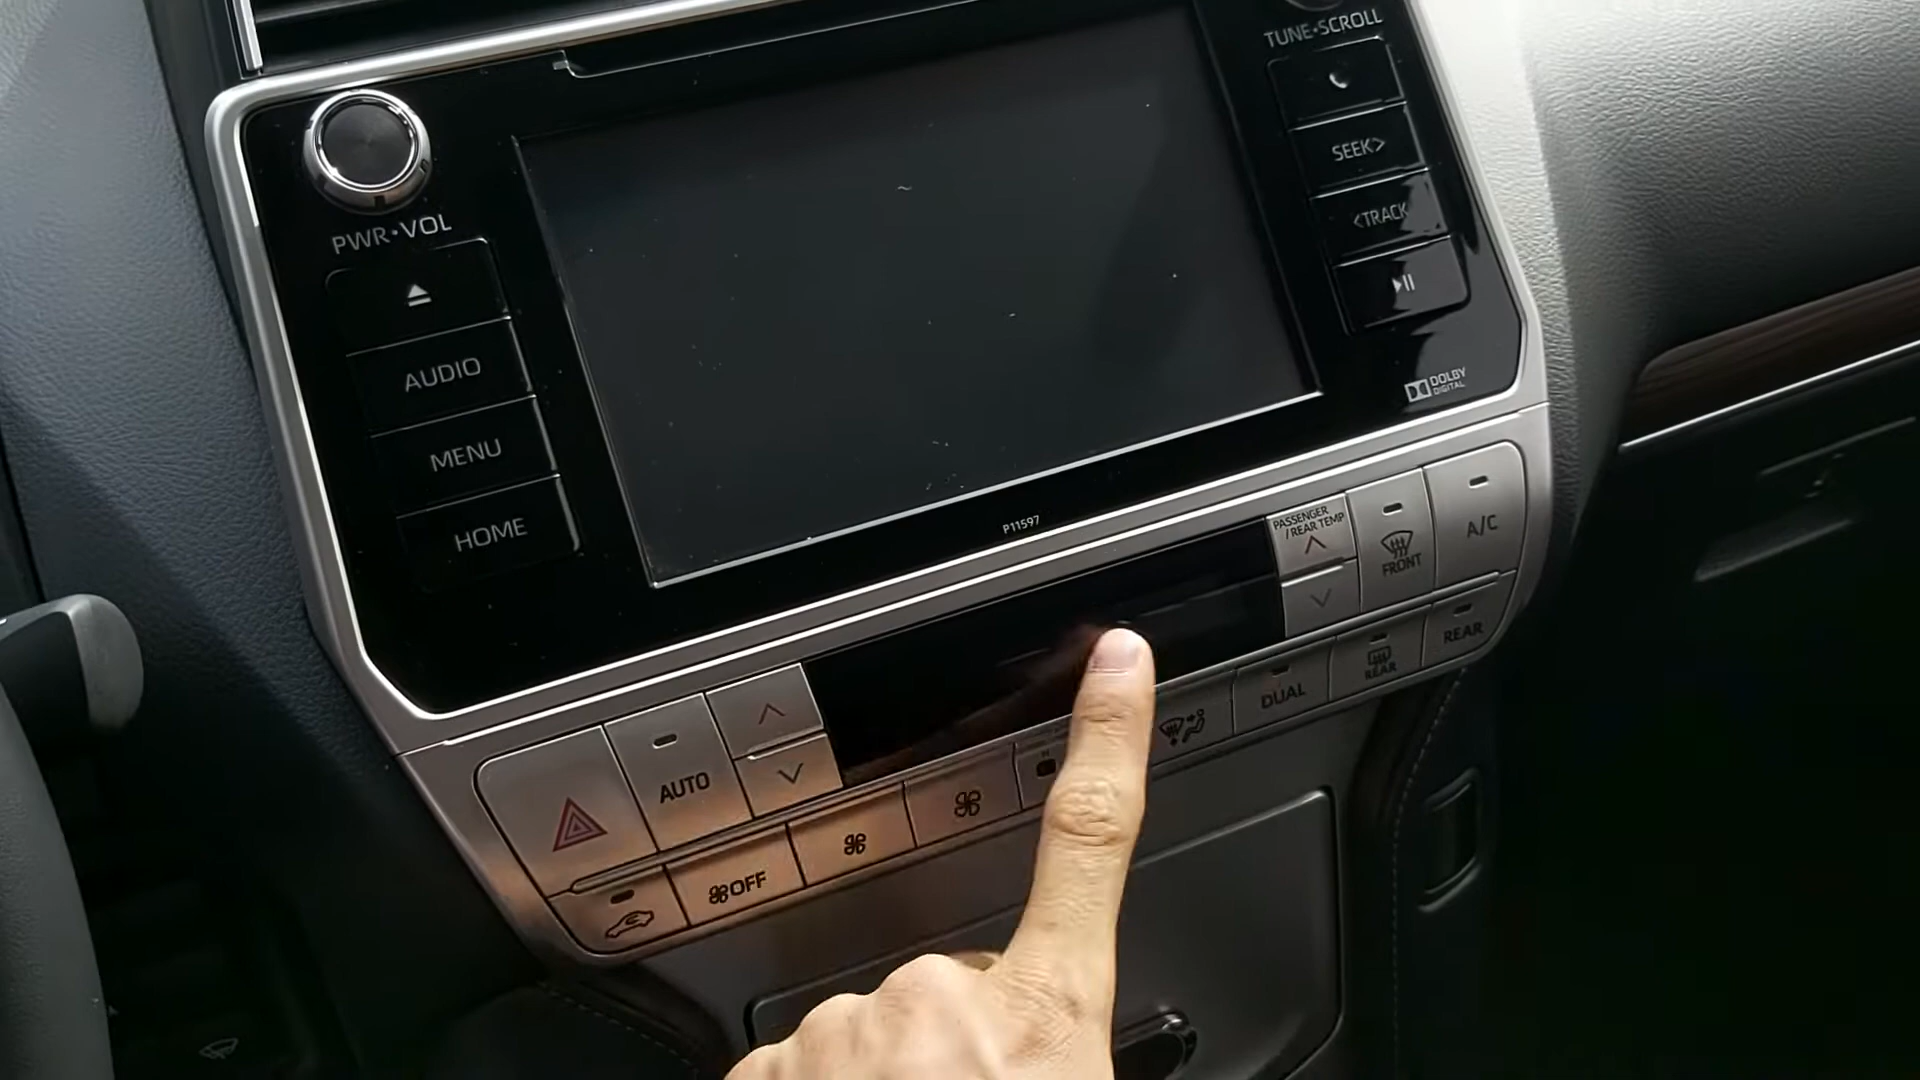 TUNE•SCROLL
PWR•VOL
SEEK>
<TRACK
AUDIO
MENU
HOME
DOLBY
DIGITAL
P11597
PASSENGER
/REAR TEMP
FRONT
A/C
AUTO
OFF
DUAL
REAR
REAR